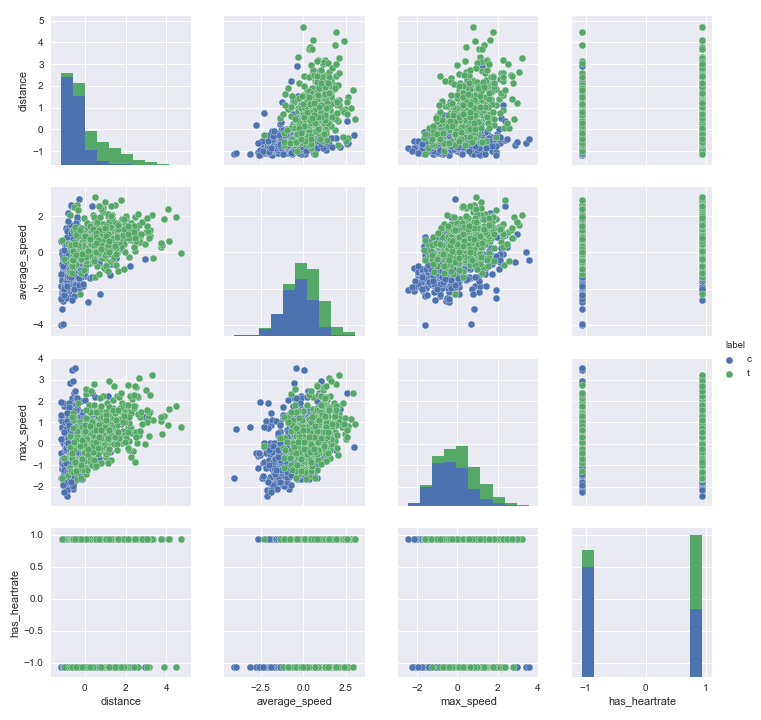 5
4
3
2
1
0
−1
distance
2
0
−2
−4
average_speed
label
c
t
4
3
2
1
0
−1
−2
max_speed
1.0
0.5
0.0
−0.5
−1.0
has_heartrate
0 2 4
−2.5 0.0 2.5
−2 0 2 4
−1 0 1
distance
average_speed
max_speed
has_heartrate